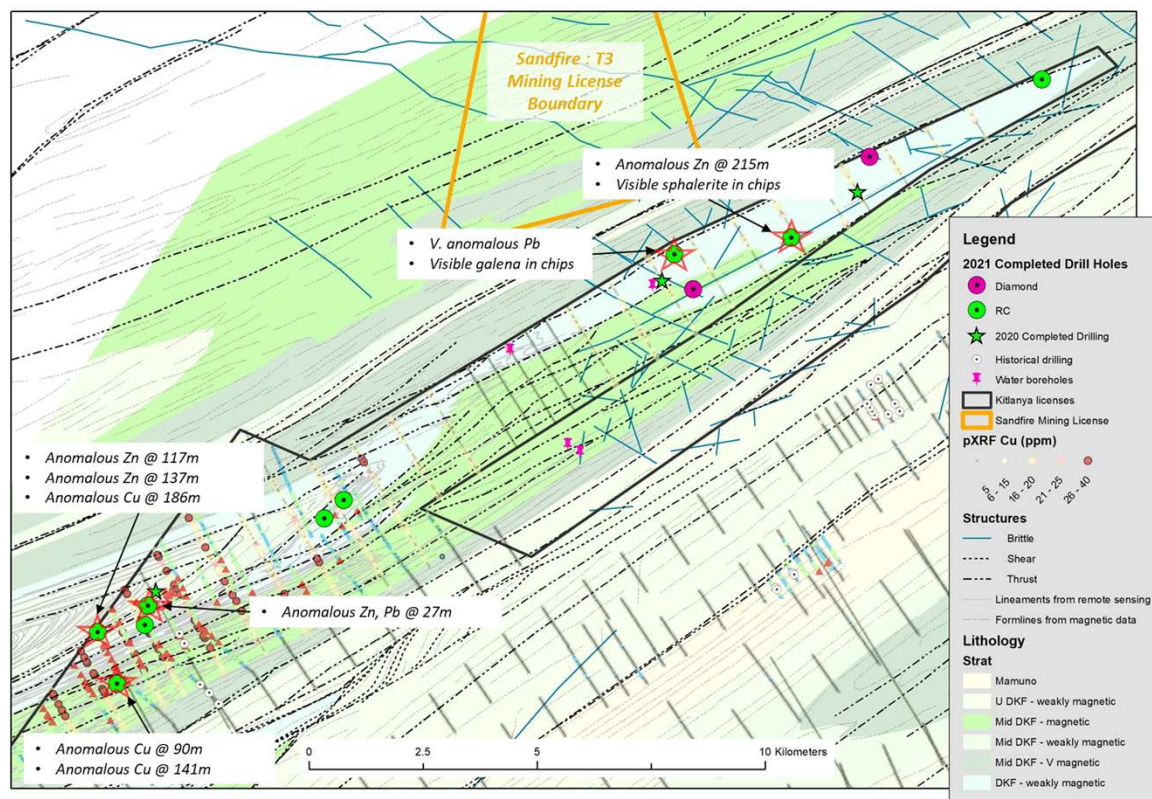 Sandfire : T3
Mining License
Boundary
• Anomalous Zn @ 215m
• Visible sphalerite in chips
• V. anomalous Pb
• Visible galena in chips
• Anomalous Zn @ 117m
• Anomalous Zn @ 137m
• Anomalous Cu @ 186m
• Anomalous Zn, Pb @ 27m
• Anomalous Cu @ 90m
• Anomalous Cu @ 141m
0 2.5 5 10 Kilometers
Legend
2021 Completed Drill Holes
Diamond
RC
2020 Completed Drilling
Historical drilling
Water boreholes
Kitlanya licenses
Sandfire Mining License
pXRF Cu (ppm)
5
6 - 15
16 - 20
21 - 25
26 - 40
Structures
Brittle
Shear
Thrust
Lineaments from remote sensing
Formlines from magnetic data
Lithology
Strat
Mamuno
U DKF - weakly magnetic
Mid DKF - magnetic
Mid DKF - weakly magnetic
Mid DKF - V magnetic
DKF - weakly magnetic